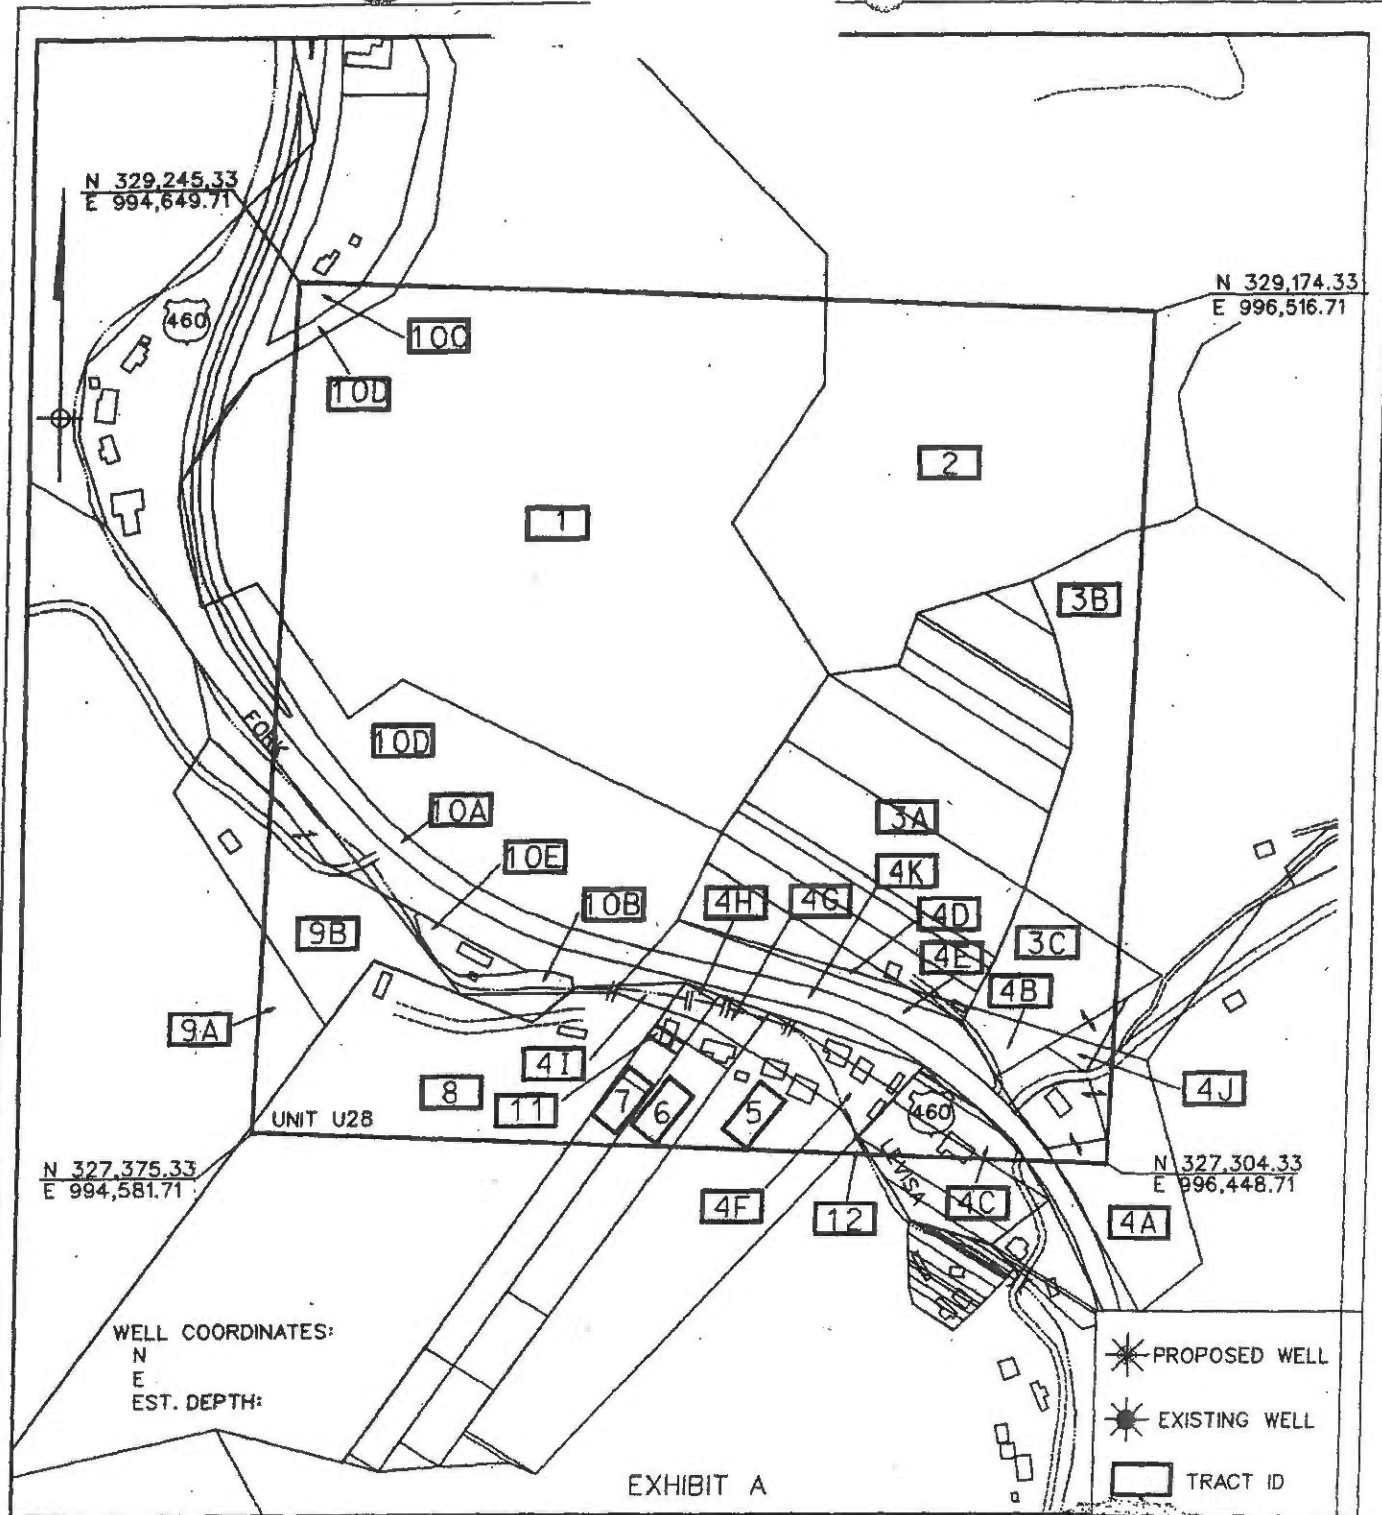 N 329,245.33
E 994,649.71
460
N 329,174.33
E 996,516.71
10C
10D
2
1
3B
FORK
10D
10A
3A
10E
4K
10B
4H
4G
4D
9B
3C
4E
4B
9A
4I
4J
8
11
7
6
5
460
UNIT U28
LEVISA
N 327,375.33
E 994,581.71
N 327,304.33
E 996,448.71
4F
12
4C
4A
WELL COORDINATES:
N
E
EST. DEPTH:
PROPOSED WELL
EXISTING WELL
TRACT ID
EXHIBIT A